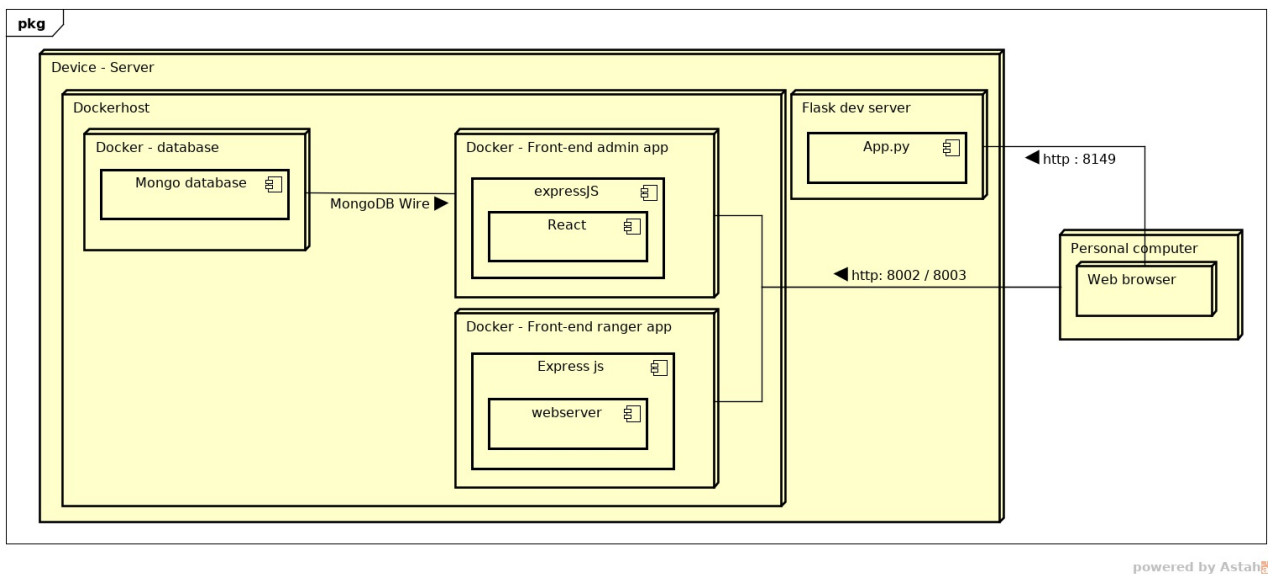 pkg
Device - Server
Dockerhost
Flask dev server
Docker - database
Docker - Front-end admin app
App.py
Mongo database
expressJS
MongoDB Wire ▶
React
◀ http : 8149
Personal computer
Web browser
◀ http: 8002 / 8003
Docker - Front-end ranger app
Express js
webserver
powered by Astah